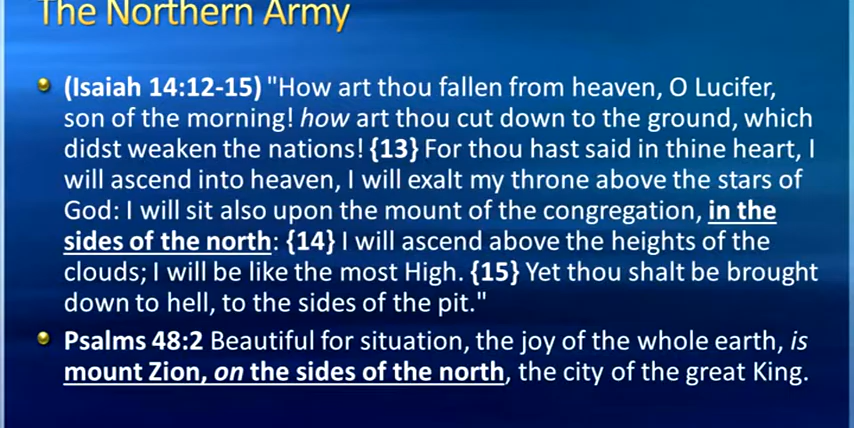 The Northern Army
(Isaiah 14:12-15) "How art thou fallen from heaven, O Lucifer,
son of the morning! how art thou cut down to the ground, which
didst weaken the nations! {13} For thou hast said in thine heart, I
will ascend into heaven, I will exalt my throne above the stars of
God: I will sit also upon the mount of the congregation, in the
sides of the north: {14} I will ascend above the heights of the
clouds; I will be like the most High. {15} Yet thou shalt be brought
down to hell, to the sides of the pit."
Psalms 48:2 Beautiful for situation, the joy of the whole earth, is
mount Zion, on the sides of the north, the city of the great King.